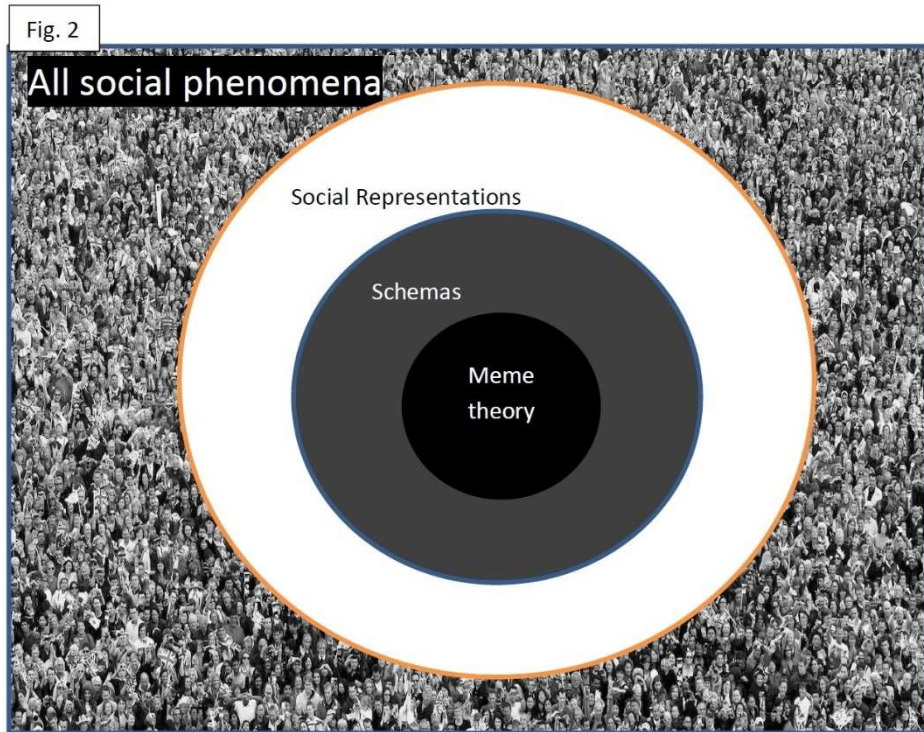 Fig. 2
All social phenomena
Social Representations
Schemas
Meme
theory